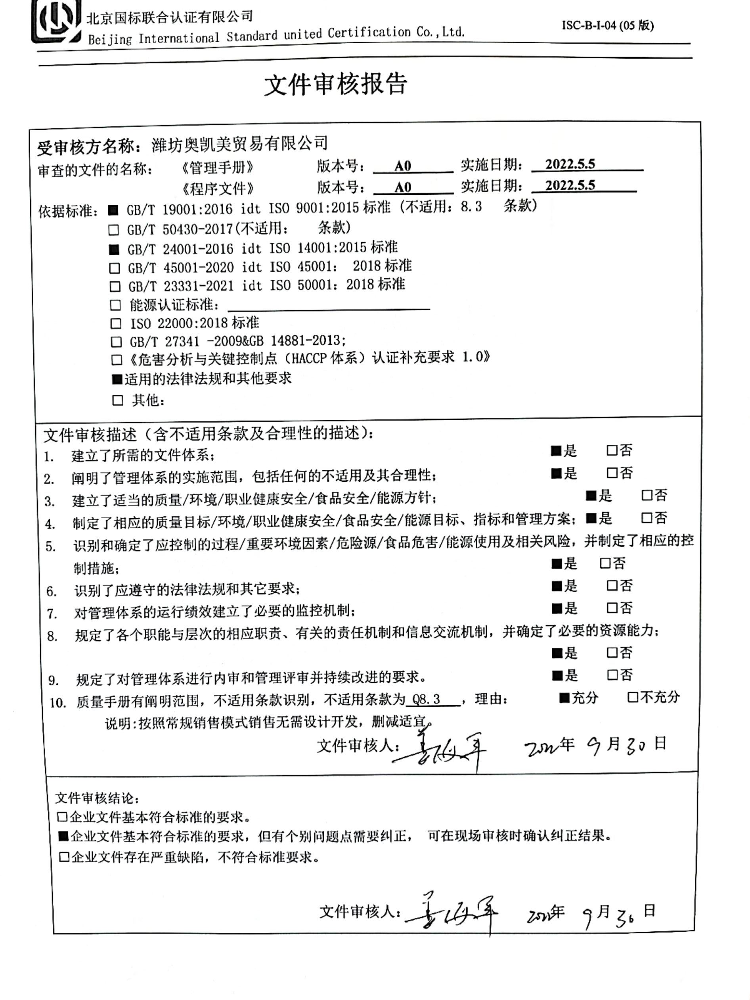 北京国标联合认证有限公司
Beijing International Standard united Certification Co.,Ltd.
ISC-B-I-04 (05 版)
文件审核报告
受审核方名称：潍坊奥凯美贸易有限公司
审查的文件的名称： 《管理手册》 版本号： A0 实施日期： 2022.5.5
《程序文件》 版本号： A0 实施日期： 2022.5.5
依据标准：■ GB/T 19001:2016 idt ISO 9001:2015 标准（不适用：8.3 条款）
□ GB/T 50430-2017(不适用： 条款)
■ GB/T 24001-2016 idt ISO 14001:2015 标准
□ GB/T 45001-2020 idt ISO 45001： 2018 标准
□ GB/T 23331-2021 idt ISO 50001：2018 标准
□ 能源认证标准：
□ ISO 22000:2018 标准
□ GB/T 27341 -2009&GB 14881-2013;
□《危害分析与关键控制点（HACCP 体系）认证补充要求 1.0》
■适用的法律法规和其他要求
□ 其他：
文件审核描述（含不适用条款及合理性的描述）：
1. 建立了所需的文件体系； ■是 □否
2. 阐明了管理体系的实施范围，包括任何的不适用及其合理性； ■是 □否
3. 建立了适当的质量/环境/职业健康安全/食品安全/能源方针； ■是 □否
4. 制定了相应的质量目标/环境/职业健康安全/食品安全/能源目标、指标和管理方案；■是 □否
5. 识别和确定了应控制的过程/重要环境因素/危险源/食品危害/能源使用及相关风险，并制定了相应的控
制措施； ■是 □否
6. 识别了应遵守的法律法规和其它要求； ■是 □否
7. 对管理体系的运行绩效建立了必要的监控机制； ■是 □否
8. 规定了各个职能与层次的相应职责、有关的责任机制和信息交流机制，并确定了必要的资源能力；
■是 □否
9. 规定了对管理体系进行内审和管理评审并持续改进的要求。 ■是 □否
10. 质量手册有阐明范围，不适用条款识别，不适用条款为 Q8.3 ，理由： ■充分 □不充分
说明:按照常规销售模式销售无需设计开发，删减适宜。
文件审核人： 2022年 9月30日
文件审核结论：
□企业文件基本符合标准的要求。
■企业文件基本符合标准的要求，但有个别问题点需要纠正， 可在现场审核时确认纠正结果。
□企业文件存在严重缺陷，不符合标准要求。
文件审核人： 2022年 9月30日